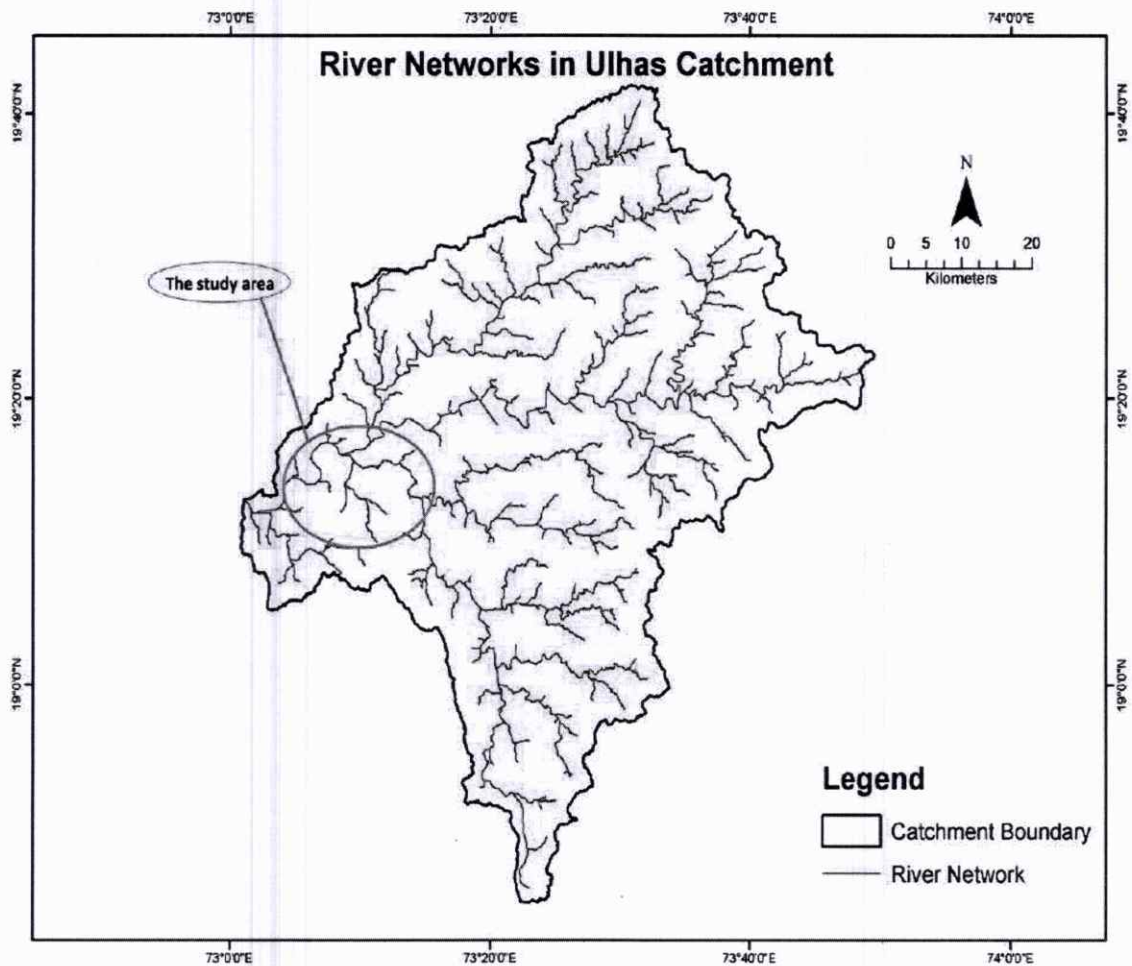 73°0'0"E 73°20'0"E 73°40'0"E 74°0'0"E
River Networks in Ulhas Catchment
19°40'0"N 19°40'0"N
N
0 5 10 20
Kilometers
The study area
19°20'0"N 19°20'0"N
19°0'0"N 19°0'0"N
Legend
Catchment Boundary
River Network
73°0'0"E 73°20'0"E 73°40'0"E 74°0'0"E